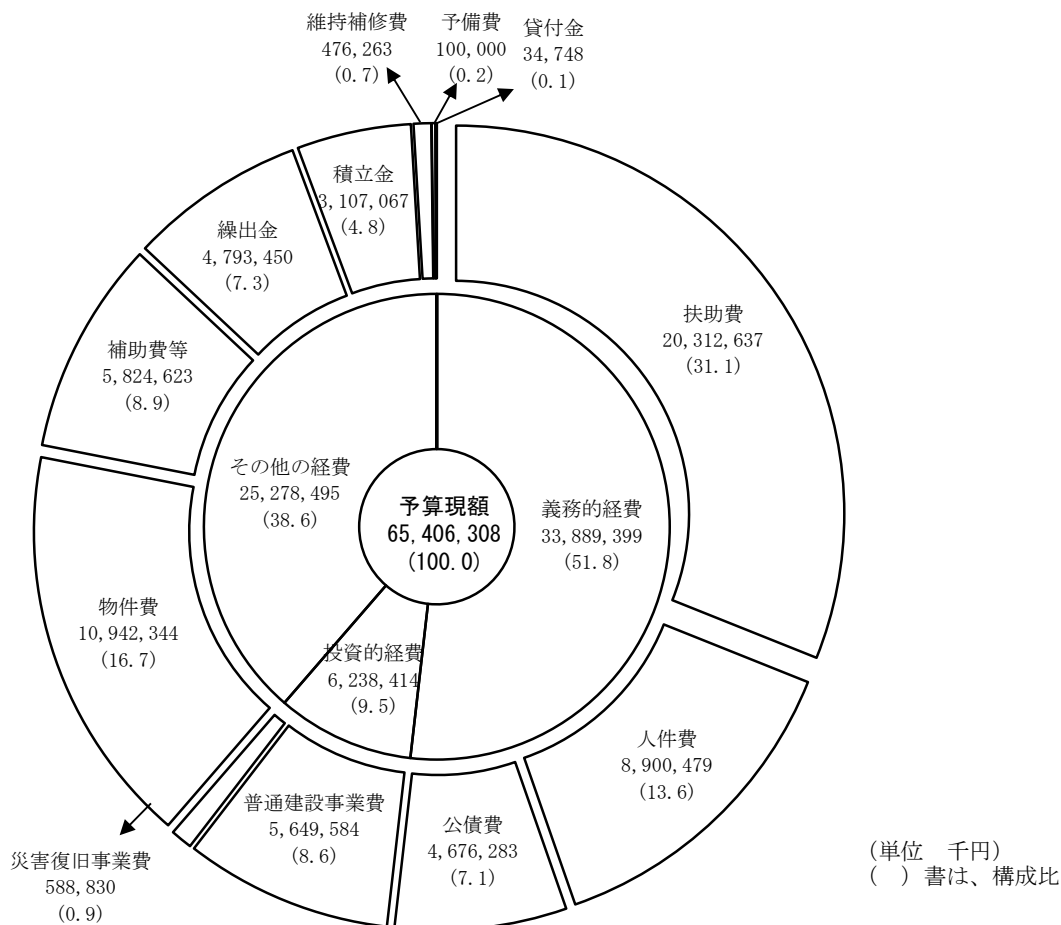 維持補修費
476,263
(0.7)
予備費
100,000
(0.2)
貸付金
34,748
(0.1)
積立金
3,107,067
(4.8)
繰出金
4,793,450
(7.3)
補助費等
5,824,623
(8.9)
扶助費
20,312,637
(31.1)
その他の経費
25,278,495
(38.6)
予算現額
65,406,308
(100.0)
義務的経費
33,889,399
(51.8)
物件費
10,942,344
(16.7)
投資的経費
6,238,414
(9.5)
人件費
8,900,479
(13.6)
普通建設事業費
5,649,584
(8.6)
公債費
4,676,283
(7.1)
災害復旧事業費
588,830
(0.9)
(単位 千円)
( )書は、構成比